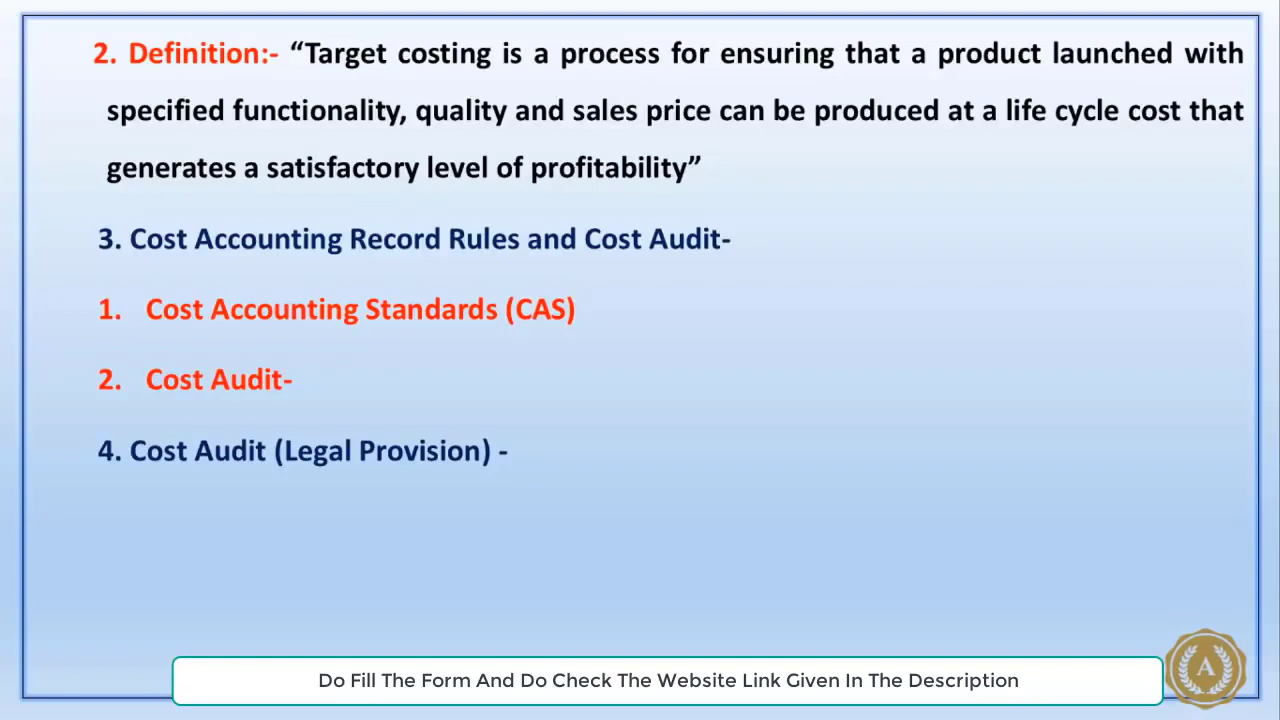 2. Definition:- “Target costing is a process for ensuring that a product launched with
specified functionality, quality and sales price can be produced at a life cycle cost that
generates a satisfactory level of profitability”
3. Cost Accounting Record Rules and Cost Audit-
1. Cost Accounting Standards (CAS)
2. Cost Audit-
4. Cost Audit (Legal Provision) -
Do Fill The Form And Do Check The Website Link Given In The Description
A